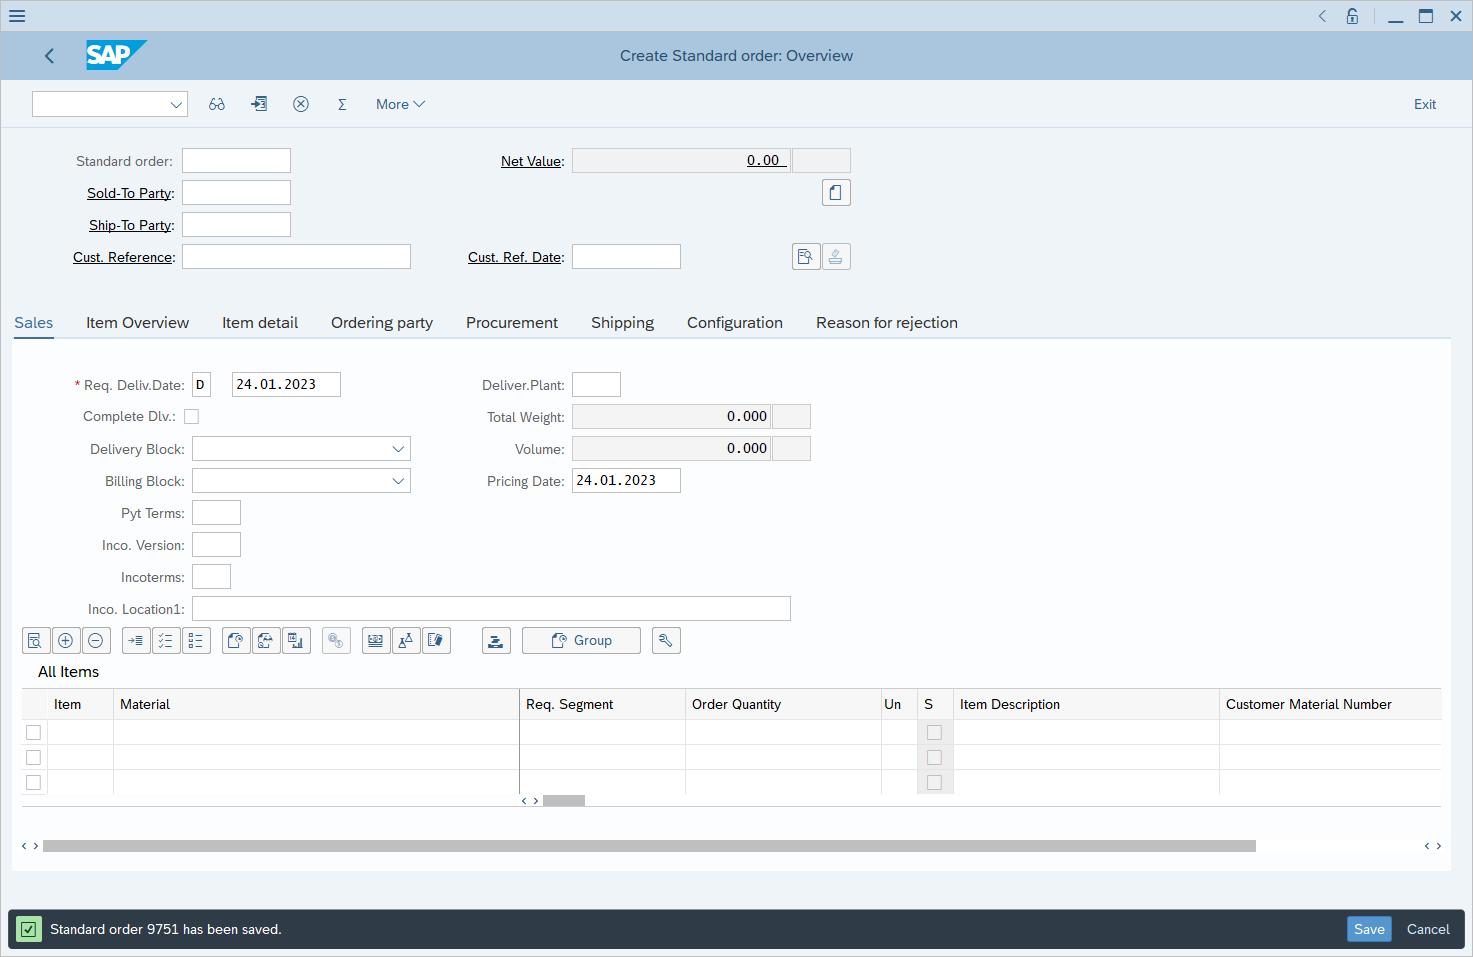 SAP
Create Standard order: Overview
More
Exit
Standard order:
Net Value: 0.00
Sold-To Party:
Ship-To Party:
Cust. Reference:
Cust. Ref. Date:
Sales Item Overview Item detail Ordering party Procurement Shipping Configuration Reason for rejection
* Req. Deliv.Date: D 24.01.2023 Deliver.Plant:
Complete Dlv.: Total Weight: 0.000
Delivery Block: Volume: 0.000
Billing Block: Pricing Date: 24.01.2023
Pyt Terms:
Inco. Version:
Incoterms:
Inco. Location1:
Group
All Items
Item Material Req. Segment Order Quantity Un S Item Description Customer Material Number
Standard order 9751 has been saved. Save Cancel